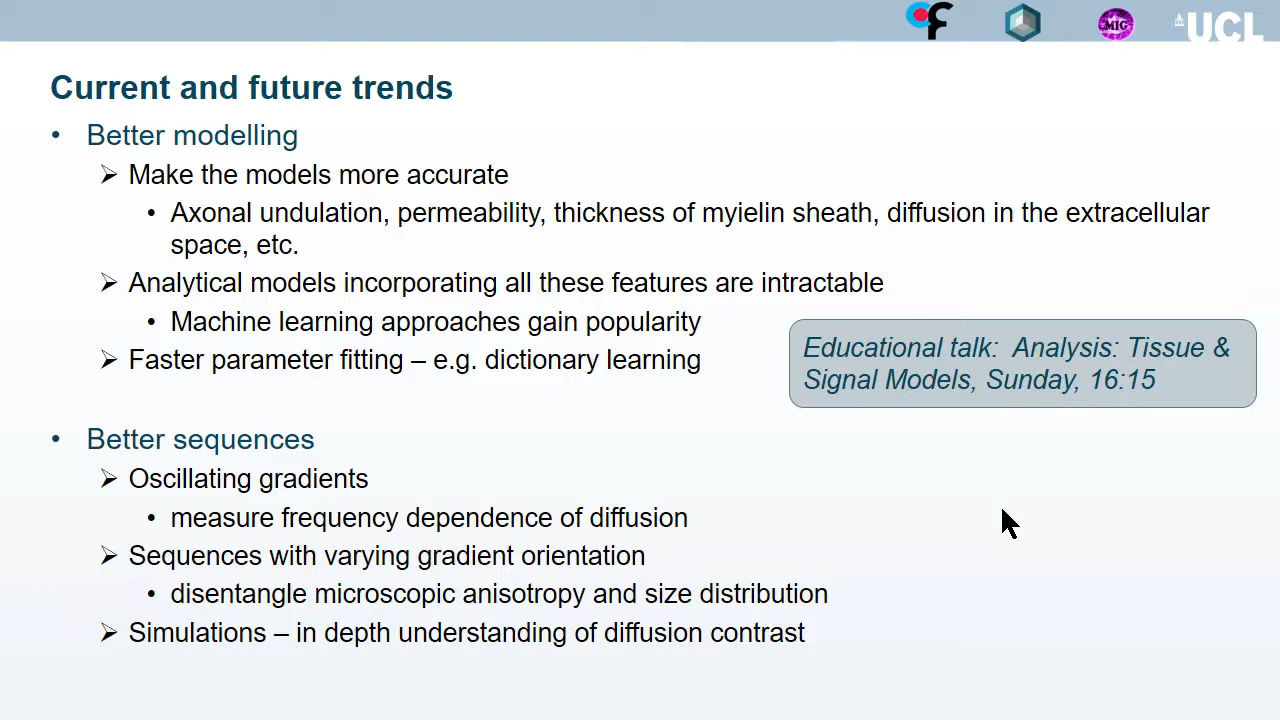 MIG
UCL
Current and future trends
• Better modelling
➢ Make the models more accurate
• Axonal undulation, permeability, thickness of myielin sheath, diffusion in the extracellular
space, etc.
➢ Analytical models incorporating all these features are intractable
• Machine learning approaches gain popularity
➢ Faster parameter fitting – e.g. dictionary learning
Educational talk: Analysis: Tissue &
Signal Models, Sunday, 16:15
• Better sequences
➢ Oscillating gradients
• measure frequency dependence of diffusion
➢ Sequences with varying gradient orientation
• disentangle microscopic anisotropy and size distribution
➢ Simulations – in depth understanding of diffusion contrast